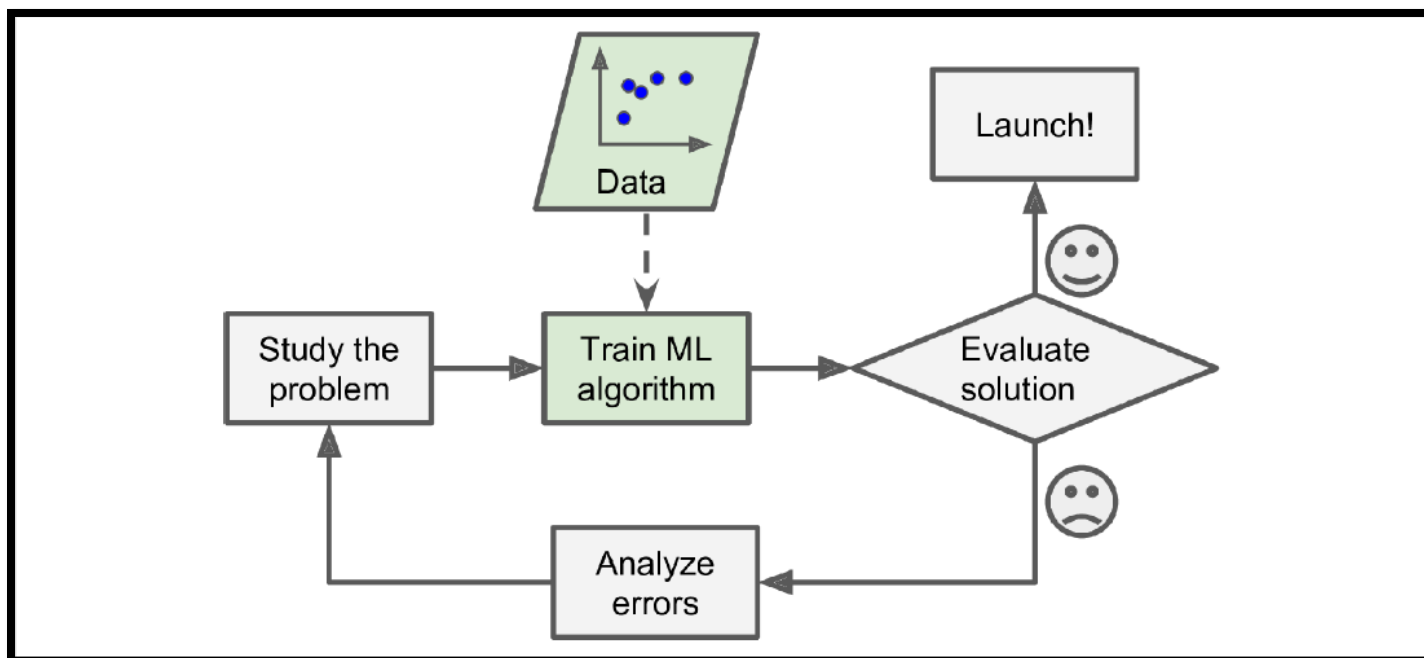 Data
Launch!
Study the
problem
Train ML
algorithm
Evaluate
solution
Analyze
errors